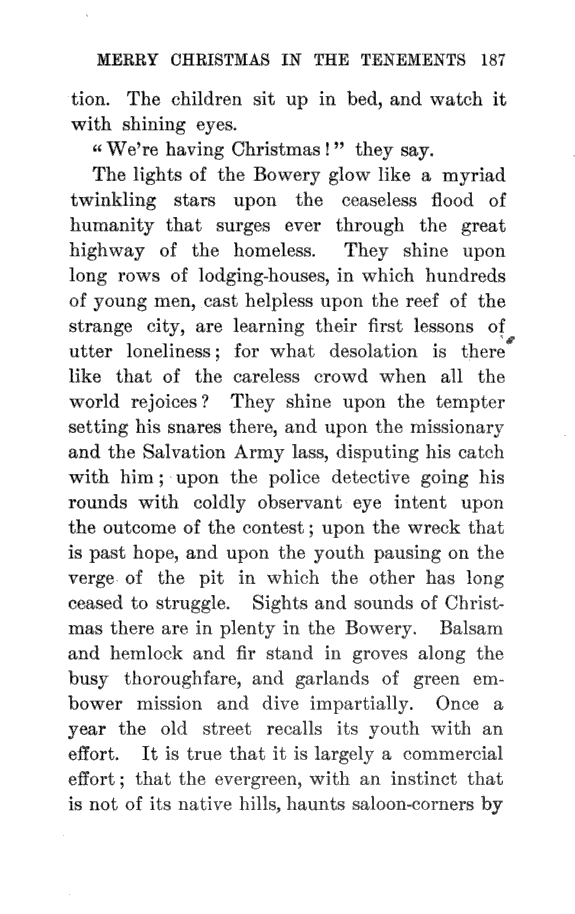 MERRY CHRISTMAS IN THE TENEMENTS 187
tion. The children sit up in bed, and watch it
with shining eyes.
“We're having Christmas!” they say.
The lights of the Bowery glow like a myriad
twinkling stars upon the ceaseless flood of
humanity that surges ever through the great
highway of the homeless. They shine upon
long rows of lodging-houses, in which hundreds
of young men, cast helpless upon the reef of the
strange city, are learning their first lessons of
utter loneliness; for what desolation is there
like that of the careless crowd when all the
world rejoices? They shine upon the tempter
setting his snares there, and upon the missionary
and the Salvation Army lass, disputing his catch
with him; upon the police detective going his
rounds with coldly observant eye intent upon
the outcome of the contest; upon the wreck that
is past hope, and upon the youth pausing on the
verge of the pit in which the other has long
ceased to struggle. Sights and sounds of Christ-
mas there are in plenty in the Bowery. Balsam
and hemlock and fir stand in groves along the
busy thoroughfare, and garlands of green em-
bower mission and dive impartially. Once a
year the old street recalls its youth with an
effort. It is true that it is largely a commercial
effort; that the evergreen, with an instinct that
is not of its native hills, haunts saloon-corners by